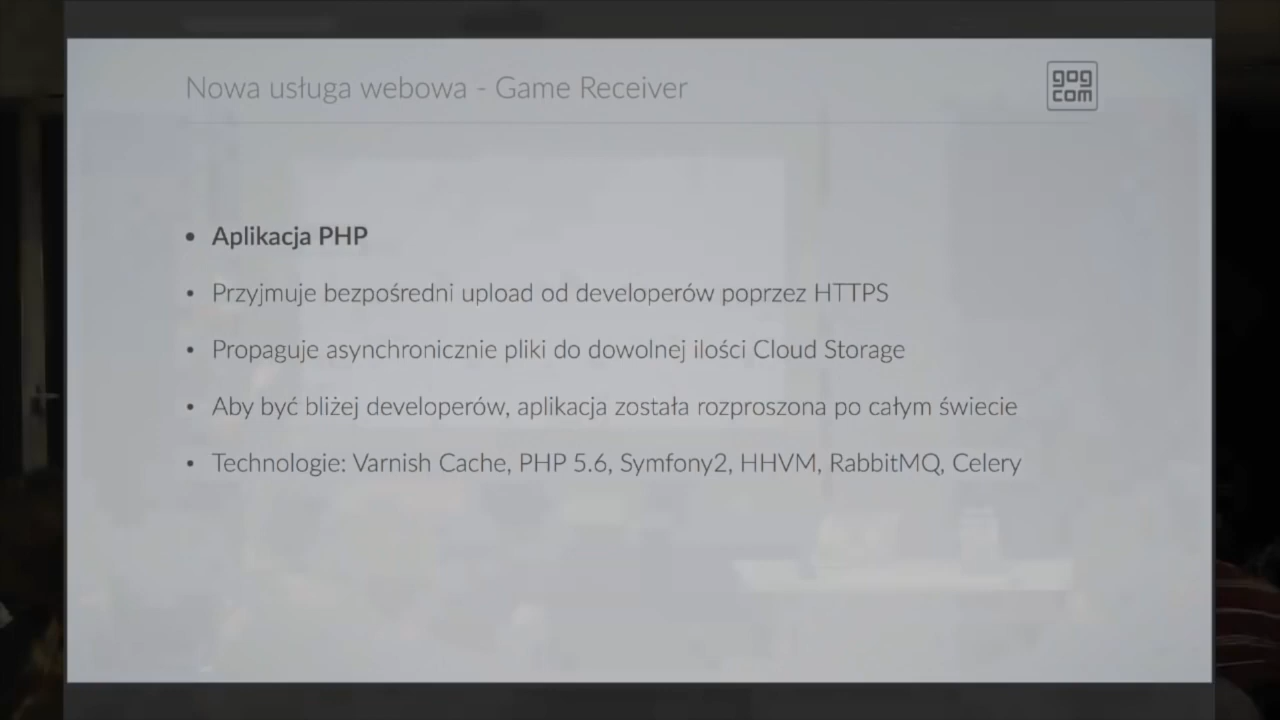 Nowa usługa webowa - Game Receiver
gog
com
• Aplikacja PHP
• Przyjmuje bezpośredni upload od developerów poprzez HTTPS
• Propaguje asynchronicznie pliki do dowolnej ilości Cloud Storage
• Aby być bliżej developerów, aplikacja została rozproszona po całym świecie
• Technologie: Varnish Cache, PHP 5.6, Symfony2, HHVM, RabbitMQ, Celery